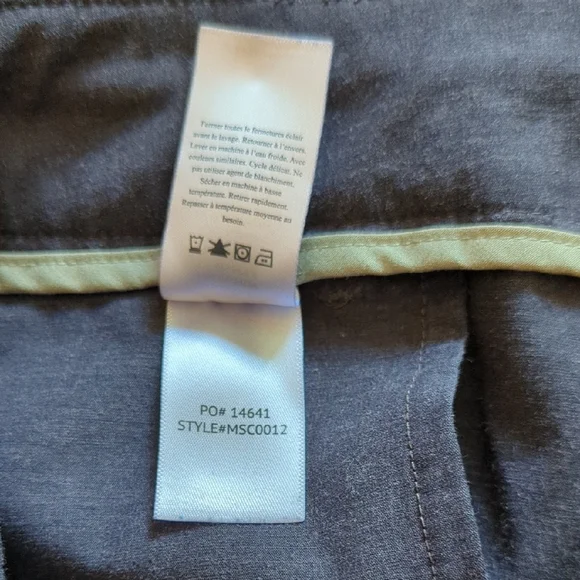 Fermer toutes le fermetures éclair
avant le lavage. Retourner à l'envers.
Laver en machine à l'eau froide. Avec
couleurs similaires. Cycle délicat. Ne
pas utiliser agent de blanchiment.
Sécher en machine à basse
température. Retirer rapidement.
Repasser à température moyenne au
besoin.
PO# 14641
STYLE#MSC0012